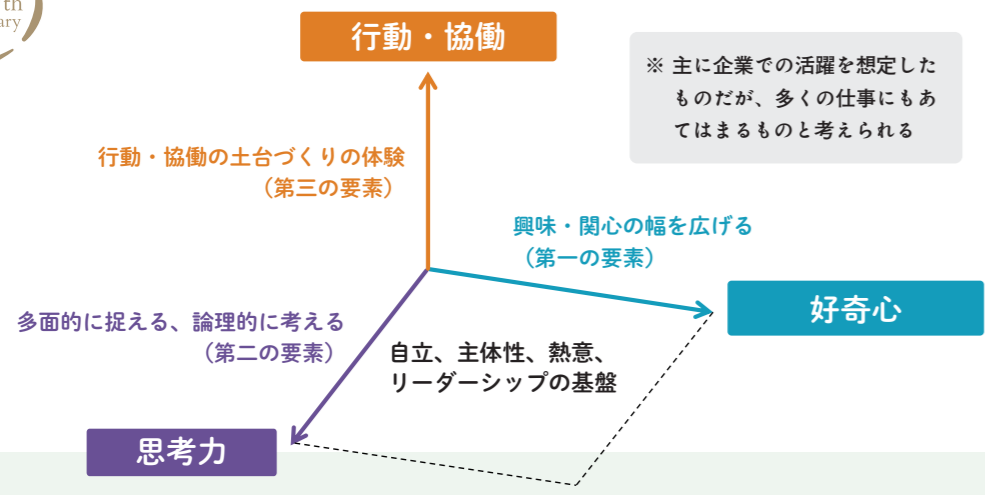 th
ary
行動・協働
※ 主に企業での活躍を想定した
ものだが、多くの仕事にもあ
てはまるものと考えられる
行動・協働の土台づくりの体験
（第三の要素）
興味・関心の幅を広げる
（第一の要素）
好奇心
多面的に捉える、論理的に考える
（第二の要素）
自立、主体性、熱意、
リーダーシップの基盤
思考力